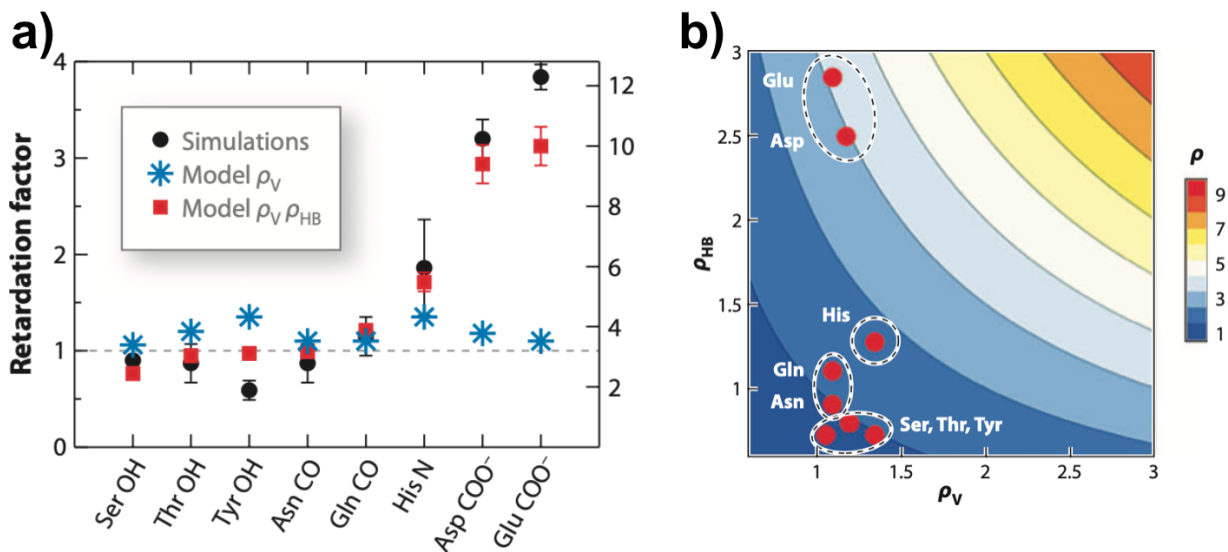 a)
Retardation factor
4
3
2
1
0
12
10
8
6
4
2
Simulations
Model ρV
Model ρV ρHB
Ser OH
Thr OH
Tyr OH
Asn CO
Gln CO
His N
Asp COO⁻
Glu COO⁻
b)
ρHB
3
2.5
2
1.5
1
Glu
Asp
His
Gln
Asn
Ser, Thr, Tyr
1
1.5
2
2.5
3
ρV
ρ
9
7
5
3
1